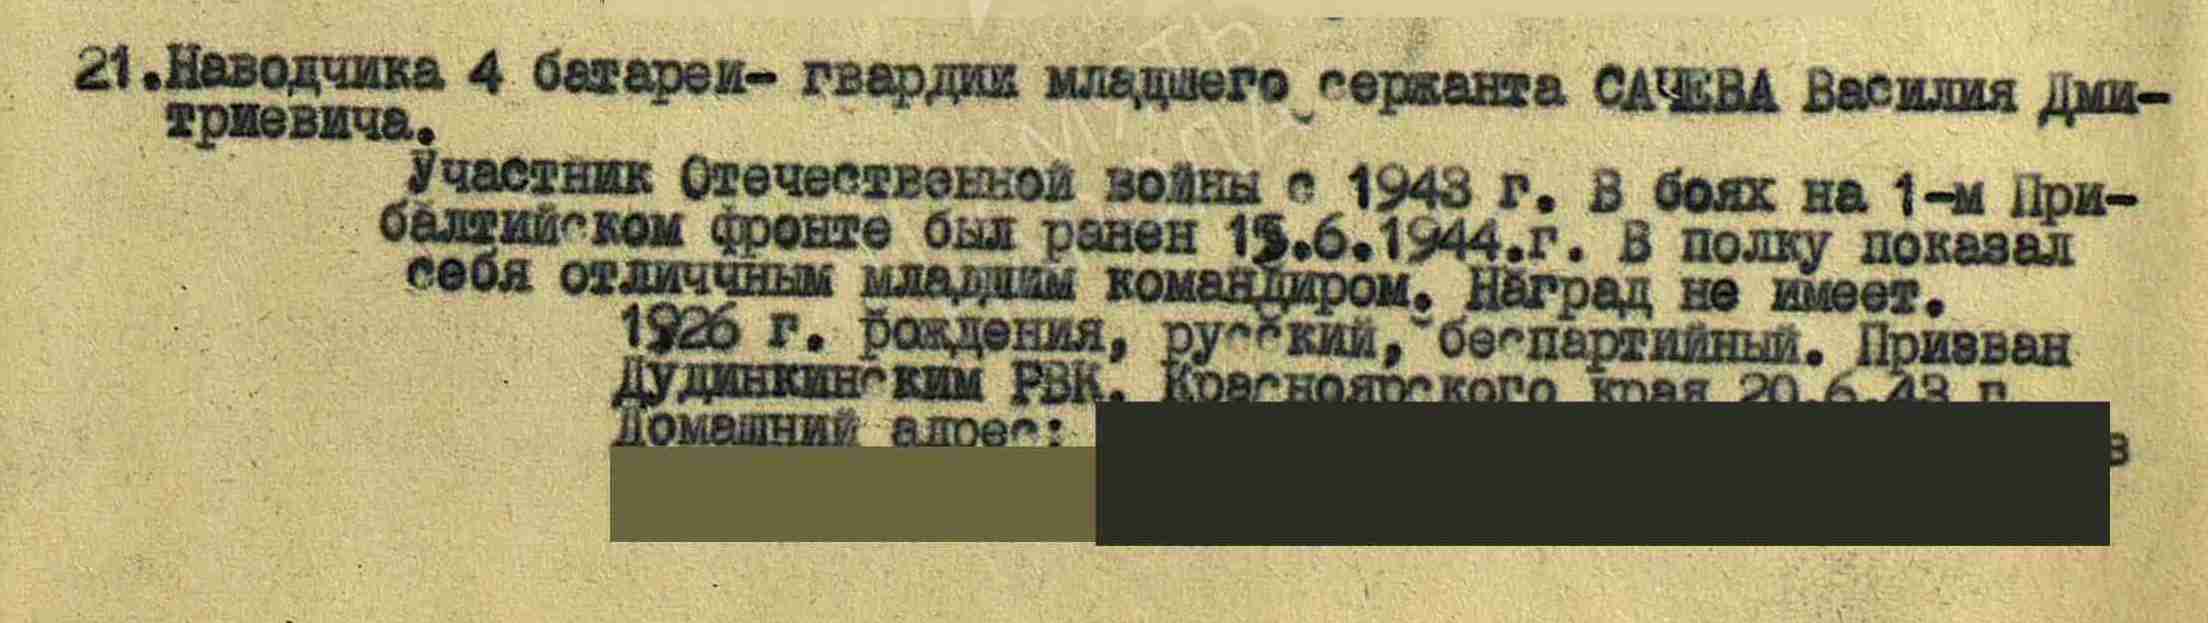 21.Наводчика 4 батареи- гвардии младшего сержанта САЧЕВА Василия Дми-
триевича.
Участник Отечественной войны с 1943 г. В боях на 1-м При-
балтийском фронте был ранен 15.6.1944.г. В полку показал
себя отличчным младшим командиром. Наград не имеет.
1926 г. рождения, русский, беспартийный. Призван
Дудинкинским РВК, Красноярского края 20.6.43 г.
Домашний адрес: в